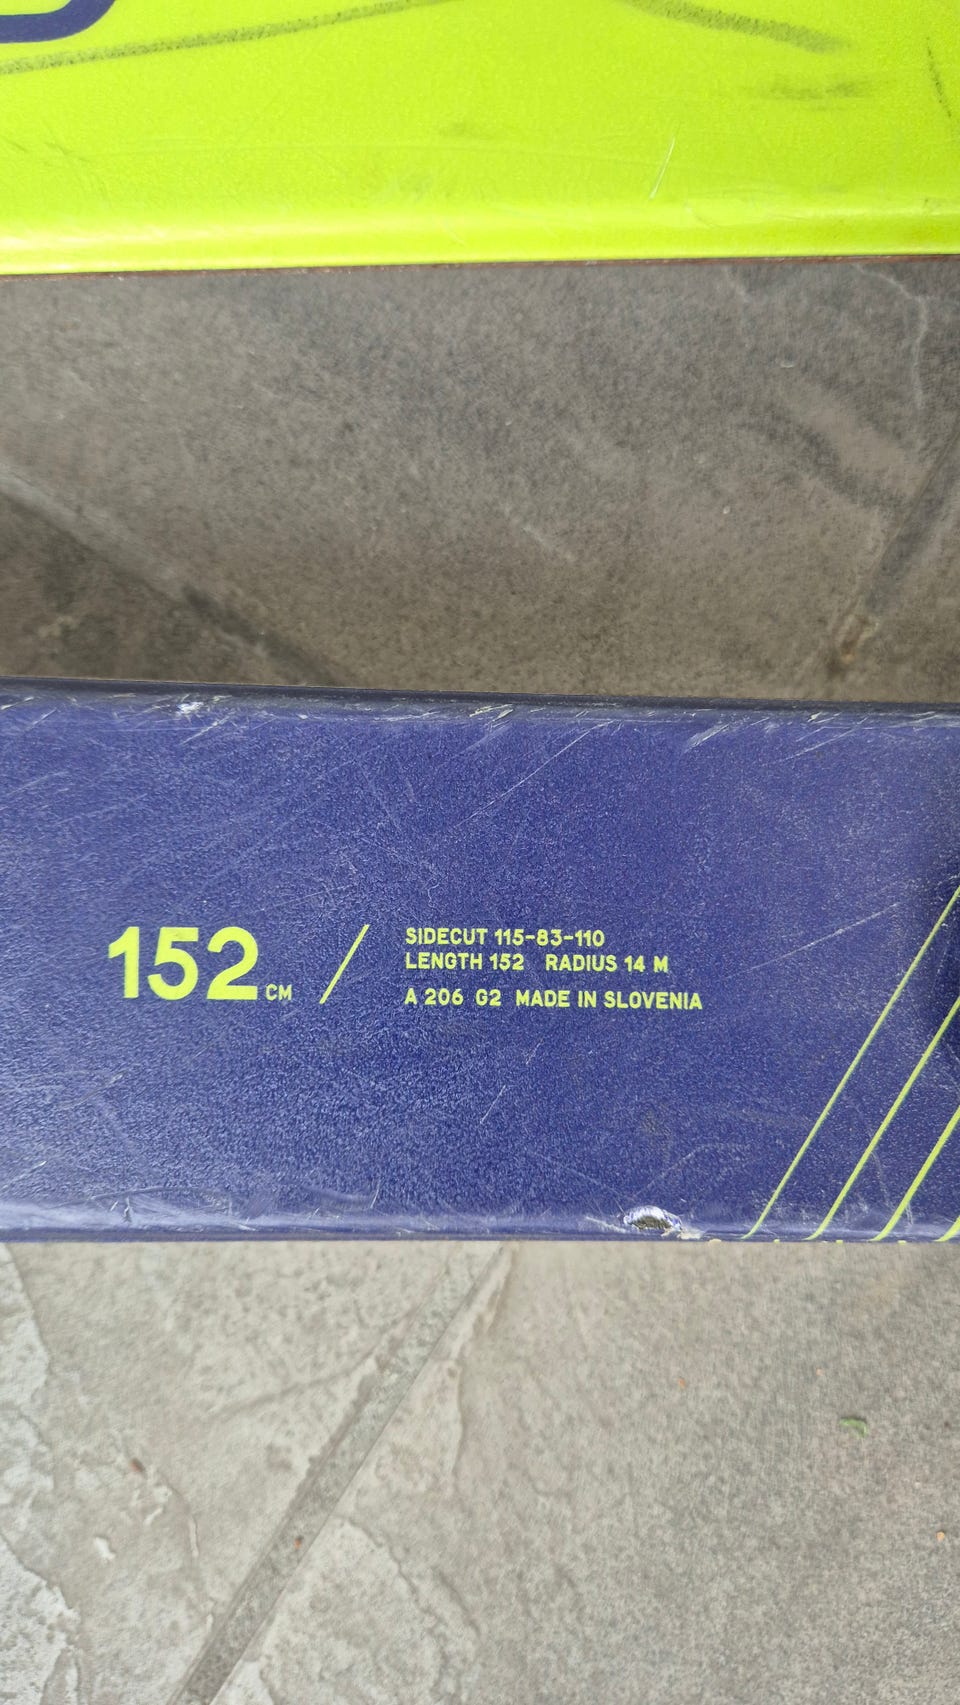 152 CM / SIDECUT 115-83-110
LENGTH 152 RADIUS 14 M
A 206 G2 MADE IN SLOVENIA